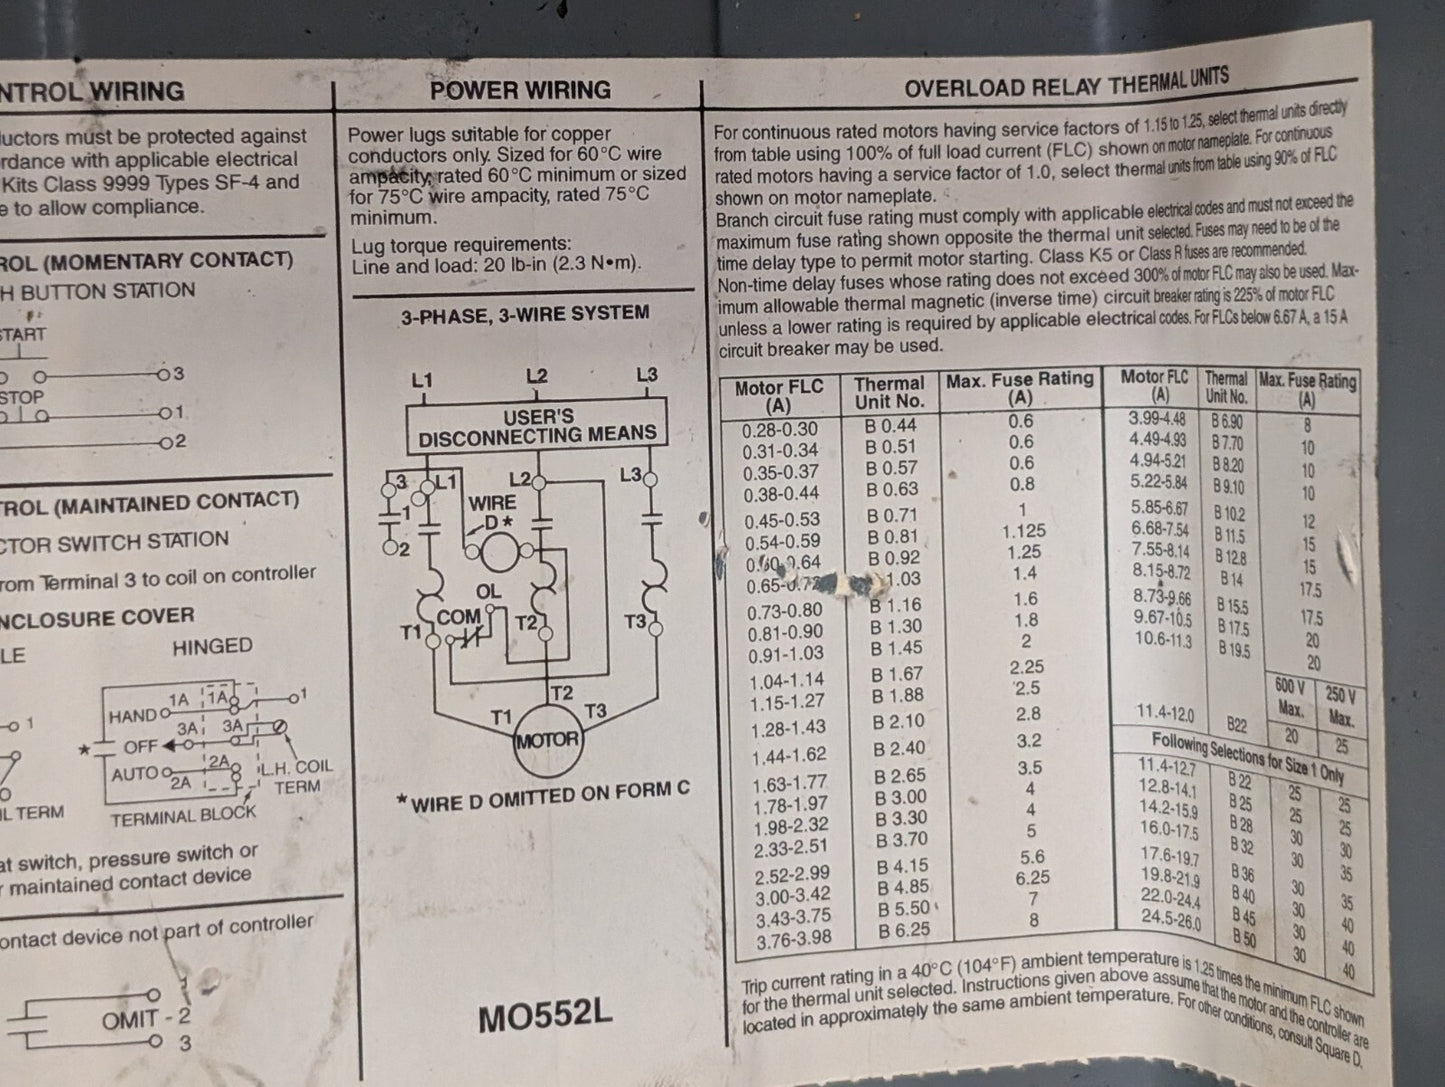 NTROL WIRING
uctors must be protected against
rdance with applicable electrical
Kits Class 9999 Types SF-4 and
e to allow compliance.
ROL (MOMENTARY CONTACT)
H BUTTON STATION
START
3
STOP
1
2
TROL (MAINTAINED CONTACT)
CTOR SWITCH STATION
rom Terminal 3 to coil on controller
NCLOSURE COVER
LE HINGED
1A 1A 1
HAND
3A 3A
* OFF
AUTO 2A L.H. COIL
2A TERM
1
IL TERM TERMINAL BLOCK
at switch, pressure switch or
r maintained contact device
ontact device not part of controller
1
OMIT - 2
3
POWER WIRING
Power lugs suitable for copper
conductors only. Sized for 60°C wire
ampacity, rated 60°C minimum or sized
for 75°C wire ampacity, rated 75°C
minimum.
Lug torque requirements:
Line and load: 20 lb-in (2.3 N•m).
3-PHASE, 3-WIRE SYSTEM
L1 L2 L3
USER'S
DISCONNECTING MEANS
3 L1 L2 L3
WIRE
1 D*
2
OL
COM
T1 T2 T3
T2
T1 T3
MOTOR
*WIRE D OMITTED ON FORM C
MO552L
OVERLOAD RELAY THERMAL UNITS
For continuous rated motors having service factors of 1.15 to 1.25, select thermal units directly
from table using 100% of full load current (FLC) shown on motor nameplate. For continuous
rated motors having a service factor of 1.0, select thermal units from table using 90% of FLC
shown on motor nameplate.
Branch circuit fuse rating must comply with applicable electrical codes and must not exceed the
maximum fuse rating shown opposite the thermal unit selected. Fuses may need to be of the
time delay type to permit motor starting. Class K5 or Class R fuses are recommended.
Non-time delay fuses whose rating does not exceed 300% of motor FLC may also be used. Max-
imum allowable thermal magnetic (inverse time) circuit breaker rating is 225% of motor FLC
unless a lower rating is required by applicable electrical codes. For FLCs below 6.67 A, a 15 A
circuit breaker may be used.
Motor FLC (A) Thermal Unit No. Max. Fuse Rating (A)
0.28-0.30 B 0.44 0.6
0.31-0.34 B 0.51 0.6
0.35-0.37 B 0.57 0.6
0.38-0.44 B 0.63 0.8
0.45-0.53 B 0.71 1
0.54-0.59 B 0.81 1.125
0.60-0.64 B 0.92 1.25
0.65-0.72 1.03 1.4
0.73-0.80 B 1.16 1.6
0.81-0.90 B 1.30 1.8
0.91-1.03 B 1.45 2
1.04-1.14 B 1.67 2.25
1.15-1.27 B 1.88 2.5
1.28-1.43 B 2.10 2.8
1.44-1.62 B 2.40 3.2
1.63-1.77 B 2.65 3.5
1.78-1.97 B 3.00 4
1.98-2.32 B 3.30 4
2.33-2.51 B 3.70 5
2.52-2.99 B 4.15 5.6
3.00-3.42 B 4.85 6.25
3.43-3.75 B 5.50 7
3.76-3.98 B 6.25 8
Motor FLC (A) Thermal Unit No. Max. Fuse Rating (A)
3.99-4.48 B 6.90 8
4.49-4.93 B 7.70 10
4.94-5.21 B 8.20 10
5.22-5.84 B 9.10 10
5.85-6.67 B 10.2 12
6.68-7.54 B 11.5 15
7.55-8.14 B 12.8 15
8.15-8.72 B 14 17.5
8.73-9.66 B 15.5 17.5
9.67-10.5 B 17.5 20
10.6-11.3 B 19.5 20
600 V Max. 250 V Max.
11.4-12.0 B22 20 25
Following Selections for Size 1 Only
11.4-12.7 B 22 25 25
12.8-14.1 B 25 25 25
14.2-15.9 B 28 30 30
16.0-17.5 B 32 30 35
17.6-19.7 B 36 30 35
19.8-21.9 B 40 30 40
22.0-24.4 B 45 30 40
24.5-26.0 B 50 30 40
Trip current rating in a 40°C (104°F) ambient temperature is 1.25 times the minimum FLC shown
for the thermal unit selected. Instructions given above assume that the motor and the controller are
located in approximately the same ambient temperature. For other conditions, consult Square D.